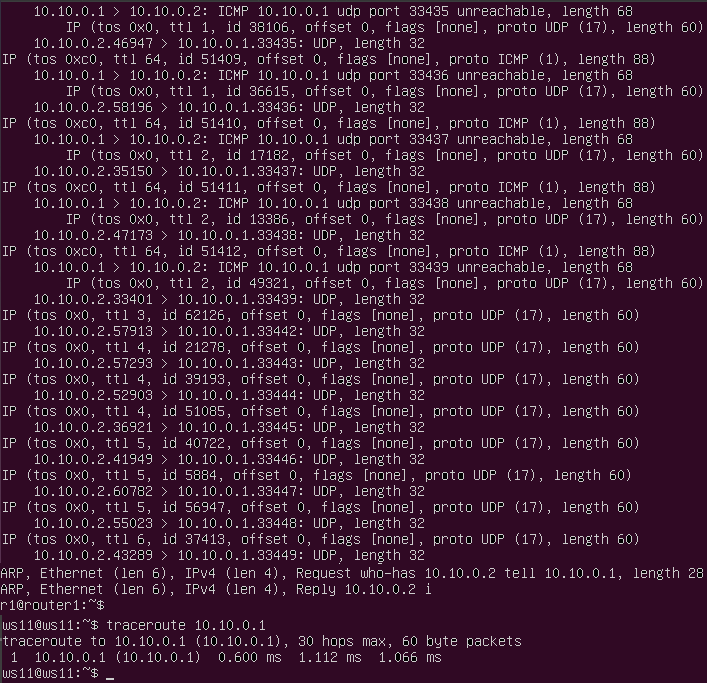 10.10.0.1 > 10.10.0.2: ICMP 10.10.0.1 udp port 33435 unreachable, length 68
IP (tos 0x0, ttl 1, id 38106, offset 0, flags [none], proto UDP (17), length 60)
10.10.0.2.46947 > 10.10.0.1.33435: UDP, length 32
IP (tos 0xc0, ttl 64, id 51409, offset 0, flags [none], proto ICMP (1), length 88)
10.10.0.1 > 10.10.0.2: ICMP 10.10.0.1 udp port 33436 unreachable, length 68
IP (tos 0x0, ttl 1, id 36615, offset 0, flags [none], proto UDP (17), length 60)
10.10.0.2.58196 > 10.10.0.1.33436: UDP, length 32
IP (tos 0xc0, ttl 64, id 51410, offset 0, flags [none], proto ICMP (1), length 88)
10.10.0.1 > 10.10.0.2: ICMP 10.10.0.1 udp port 33437 unreachable, length 68
IP (tos 0x0, ttl 2, id 17182, offset 0, flags [none], proto UDP (17), length 60)
10.10.0.2.35150 > 10.10.0.1.33437: UDP, length 32
IP (tos 0xc0, ttl 64, id 51411, offset 0, flags [none], proto ICMP (1), length 88)
10.10.0.1 > 10.10.0.2: ICMP 10.10.0.1 udp port 33438 unreachable, length 68
IP (tos 0x0, ttl 2, id 13386, offset 0, flags [none], proto UDP (17), length 60)
10.10.0.2.47173 > 10.10.0.1.33438: UDP, length 32
IP (tos 0xc0, ttl 64, id 51412, offset 0, flags [none], proto ICMP (1), length 88)
10.10.0.1 > 10.10.0.2: ICMP 10.10.0.1 udp port 33439 unreachable, length 68
IP (tos 0x0, ttl 2, id 49321, offset 0, flags [none], proto UDP (17), length 60)
10.10.0.2.33401 > 10.10.0.1.33439: UDP, length 32
IP (tos 0x0, ttl 3, id 62126, offset 0, flags [none], proto UDP (17), length 60)
10.10.0.2.57913 > 10.10.0.1.33442: UDP, length 32
IP (tos 0x0, ttl 4, id 21278, offset 0, flags [none], proto UDP (17), length 60)
10.10.0.2.57293 > 10.10.0.1.33443: UDP, length 32
IP (tos 0x0, ttl 4, id 39193, offset 0, flags [none], proto UDP (17), length 60)
10.10.0.2.52903 > 10.10.0.1.33444: UDP, length 32
IP (tos 0x0, ttl 4, id 51085, offset 0, flags [none], proto UDP (17), length 60)
10.10.0.2.36921 > 10.10.0.1.33445: UDP, length 32
IP (tos 0x0, ttl 5, id 40722, offset 0, flags [none], proto UDP (17), length 60)
10.10.0.2.41949 > 10.10.0.1.33446: UDP, length 32
IP (tos 0x0, ttl 5, id 5884, offset 0, flags [none], proto UDP (17), length 60)
10.10.0.2.60782 > 10.10.0.1.33447: UDP, length 32
IP (tos 0x0, ttl 5, id 56947, offset 0, flags [none], proto UDP (17), length 60)
10.10.0.2.55023 > 10.10.0.1.33448: UDP, length 32
IP (tos 0x0, ttl 6, id 37413, offset 0, flags [none], proto UDP (17), length 60)
10.10.0.2.43289 > 10.10.0.1.33449: UDP, length 32
ARP, Ethernet (len 6), IPv4 (len 4), Request who-has 10.10.0.2 tell 10.10.0.1, length 28
ARP, Ethernet (len 6), IPv4 (len 4), Reply 10.10.0.2 i
r1@router1:~$
ws11@ws11:~$ traceroute 10.10.0.1
traceroute to 10.10.0.1 (10.10.0.1), 30 hops max, 60 byte packets
1 10.10.0.1 (10.10.0.1) 0.600 ms 1.112 ms 1.066 ms
ws11@ws11:~$ _